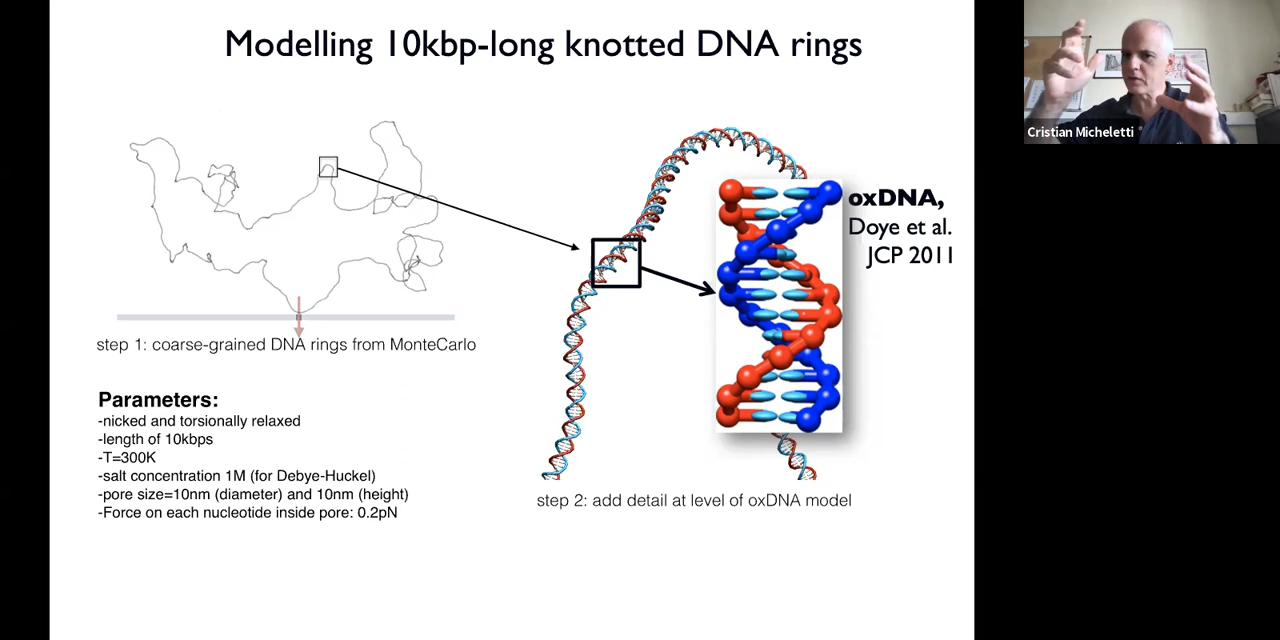 Modelling 10kbp-long knotted DNA rings
Cristian Micheletti
oxDNA,
Doye et al.
JCP 2011
step 1: coarse-grained DNA rings from MonteCarlo
Parameters:
-nicked and torsionally relaxed
-length of 10kbps
-T=300K
-salt concentration 1M (for Debye-Huckel)
-pore size=10nm (diameter) and 10nm (height)
-Force on each nucleotide inside pore: 0.2pN
step 2: add detail at level of oxDNA model